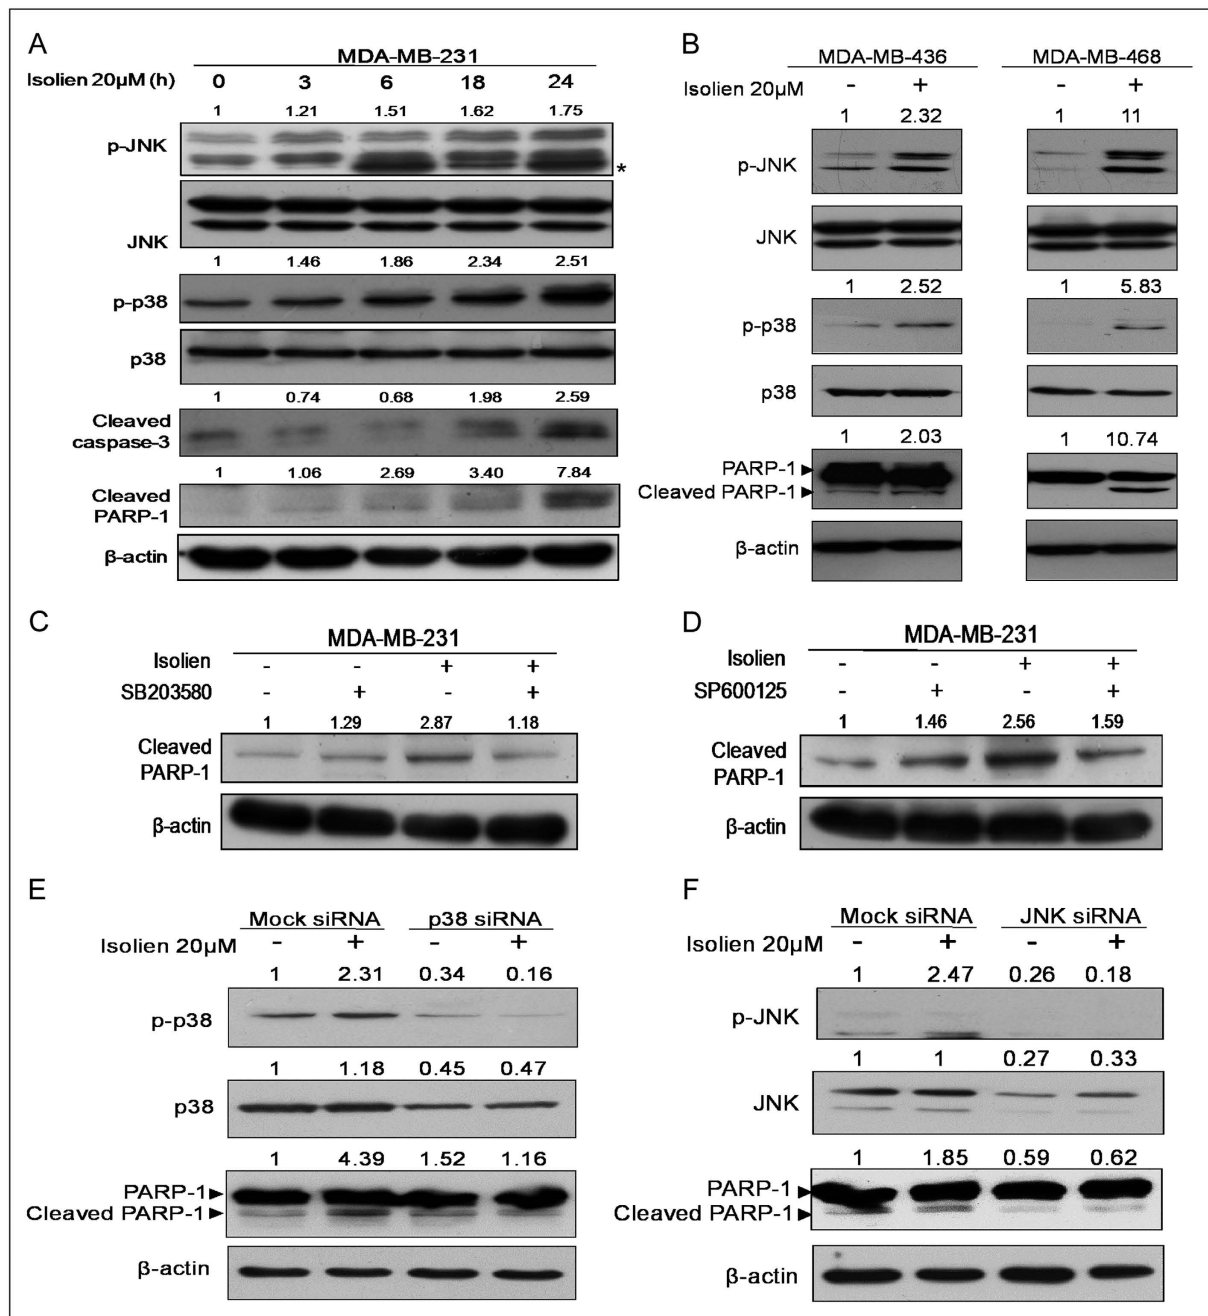 A
MDA-MB-231
Isolien 20µM (h) 0 3 6 18 24
1 1.21 1.51 1.62 1.75
p-JNK
*
JNK
1 1.46 1.86 2.34 2.51
p-p38
p38
1 0.74 0.68 1.98 2.59
Cleaved
caspase-3
1 1.06 2.69 3.40 7.84
Cleaved
PARP-1
β-actin
B
MDA-MB-436 MDA-MB-468
Isolien 20µM - + - +
1 2.32 1 11
p-JNK
JNK
1 2.52 1 5.83
p-p38
p38
1 2.03 1 10.74
PARP-1
Cleaved PARP-1
β-actin
C
MDA-MB-231
Isolien - - + +
SB203580 - + - +
1 1.29 2.87 1.18
Cleaved
PARP-1
β-actin
D
MDA-MB-231
Isolien - - + +
SP600125 - + - +
1 1.46 2.56 1.59
Cleaved
PARP-1
β-actin
E
Mock siRNA p38 siRNA
Isolien 20µM - + - +
1 2.31 0.34 0.16
p-p38
1 1.18 0.45 0.47
p38
1 4.39 1.52 1.16
PARP-1
Cleaved PARP-1
β-actin
F
Mock siRNA JNK siRNA
Isolien 20µM - + - +
1 2.47 0.26 0.18
p-JNK
1 1 0.27 0.33
JNK
1 1.85 0.59 0.62
PARP-1
Cleaved PARP-1
β-actin